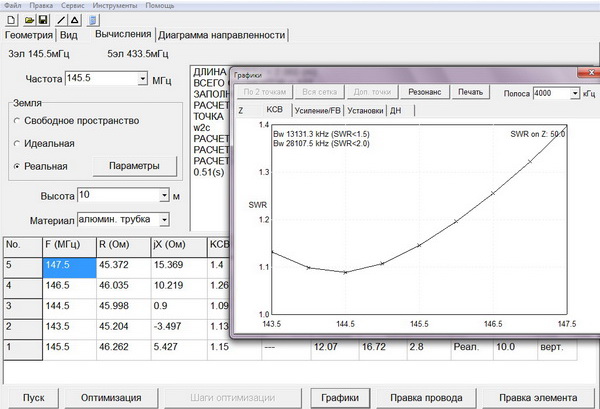 Файл Правка Сервис Инструменты Помощь
Геометрия Вид Вычисления Диаграмма направленности
3эл 145.5мГц 5эл 433.5мГц
Частота 145.5 МГц
Земля
Свободное пространство
Идеальная
Реальная Параметры
Высота 10 м
Материал алюмин. трубка
ДЛИНА
ВСЕГО
ЗАПОЛН
РАСЧЕТ
ТОЧКА
w2c
РАСЧЕТ
РАСЧЕТ
РАСЧЕТ
0.51(s)
Графики
По 2 точкам Вся сетка Доп. точки Резонанс Печать Полоса 4000 кГц
Z КСВ Усиление/FB Установки ДН
Bw 13131.3 kHz (SWR<1.5)
Bw 28107.5 kHz (SWR<2.0)
SWR on Z: 50.0
1.4
1.3
SWR
1.2
1.1
1.0
143.5 144.5 145.5 146.5 147.5
No. F (МГц) R (Ом) jX (Ом) КСВ
5 147.5 45.372 15.369 1.4
4 146.5 46.035 10.219 1.26
3 144.5 45.998 0.9 1.09
2 143.5 45.204 -3.497 1.13
1 145.5 46.262 5.427 1.15 --- 12.07 16.72 2.8 Реал. 10.0 верт.
Пуск Оптимизация Шаги оптимизации Графики Правка провода Правка элемента